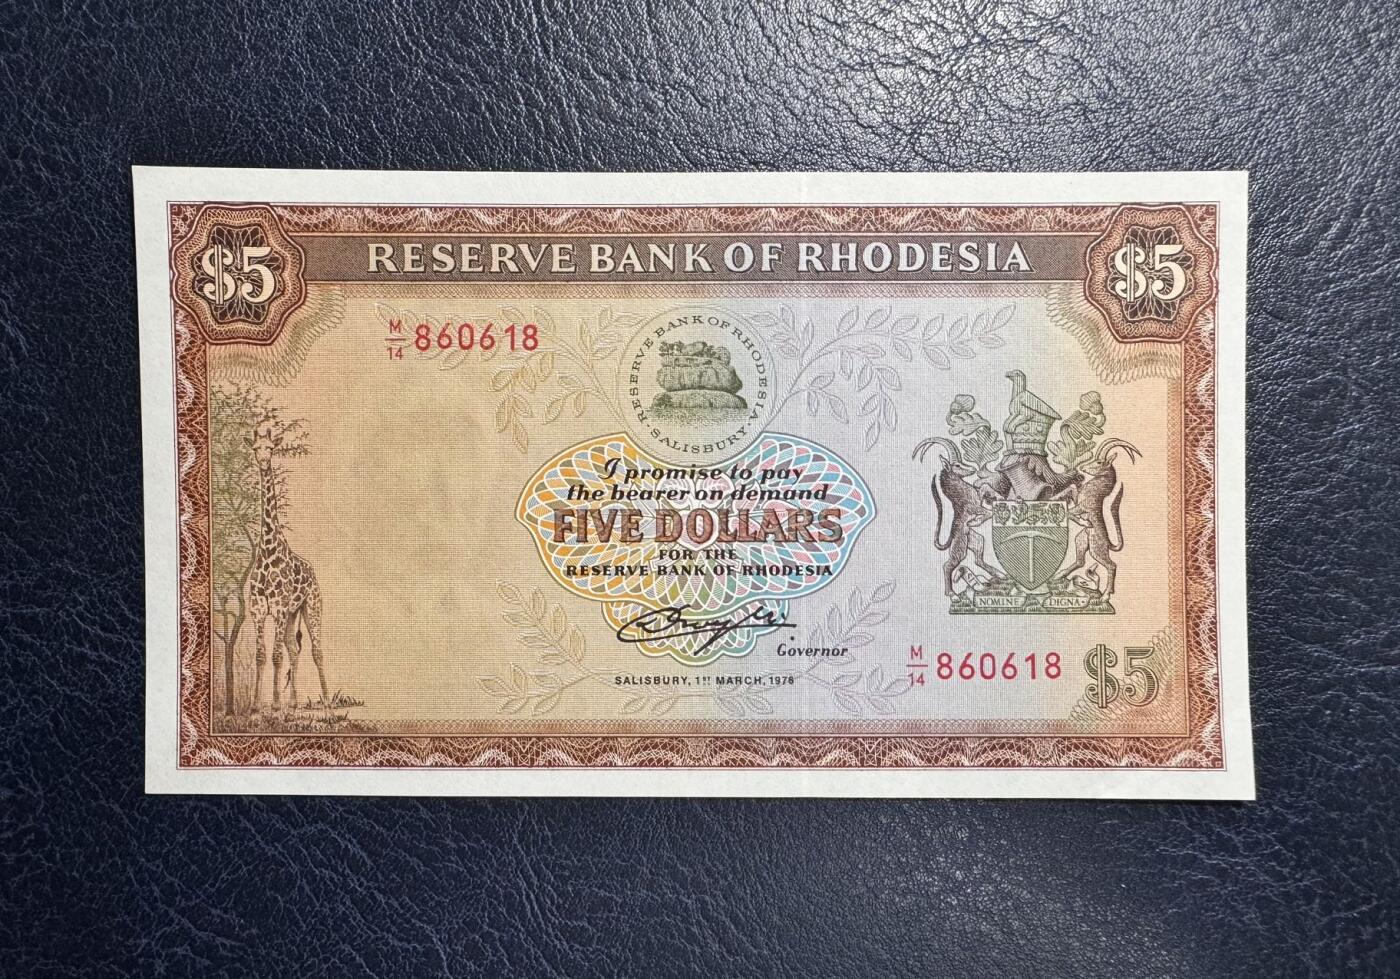 $5
RESERVE BANK OF RHODESIA
$5
M/14 860618
RESERVE BANK OF RHODESIA
· SALISBURY ·
I promise to pay
the bearer on demand
FIVE DOLLARS
FOR THE
RESERVE BANK OF RHODESIA
Governor
SALISBURY, 1ST MARCH, 1976
NOMINE DIGNA
M/14 860618
$5